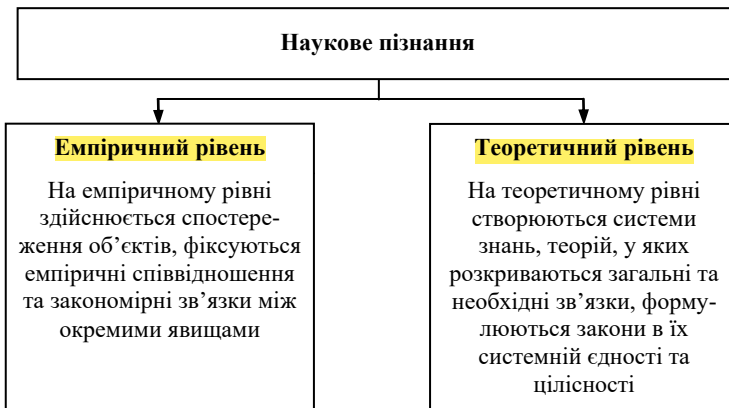 Наукове пізнання
Емпіричний рівень
На емпіричному рівні
здійснюється спостере-
ження об’єктів, фіксуються
емпіричні співвідношення
та закономірні зв’язки між
окремими явищами
Теоретичний рівень
На теоретичному рівні
створюються системи
знань, теорій, у яких
розкриваються загальні та
необхідні зв’язки, форму-
люються закони в їх
системній єдності та
цілісності